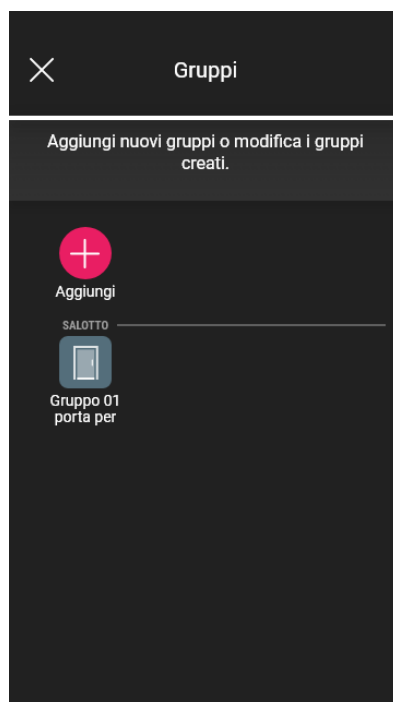 Gruppi
Aggiungi nuovi gruppi o modifica i gruppi
creati.
Aggiungi
SALOTTO
Gruppo 01
porta per